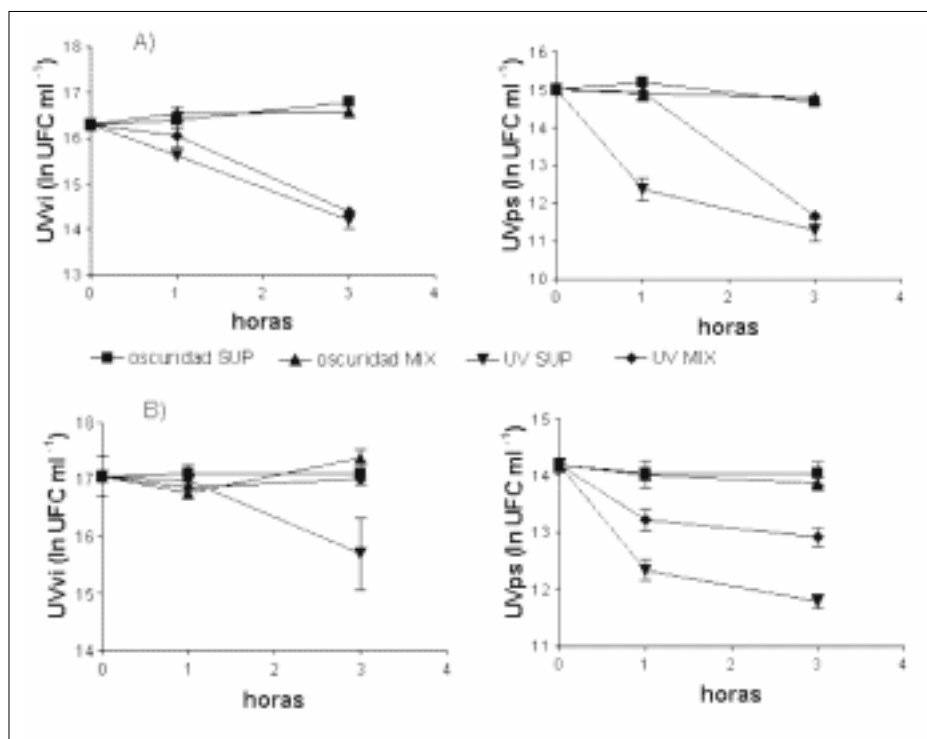 A)
UVvi (ln UFC ml -1)
18
17
16
15
14
13
0 1 2 3 4
horas
UVps (ln UFC ml -1)
16
15
14
13
12
11
10
0 1 2 3 4
horas
oscuridad SUP oscuridad MIX UV SUP UV MIX
B)
UVvi (ln UFC ml -1)
18
17
16
15
14
0 1 2 3 4
horas
UVps (ln UFC ml -1)
15
14
13
12
11
0 1 2 3 4
horas